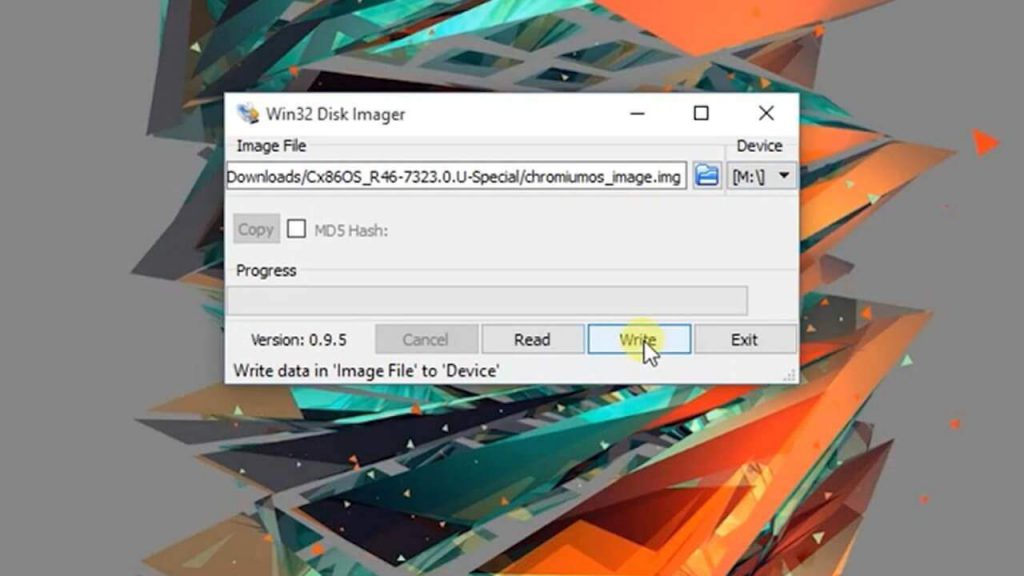 Win32 Disk Imager
Image File
Device
Downloads/Cx86OS_R46-7323.0.U-Special/chromiumos_image.img
[M:\]
Copy
MD5 Hash:
Progress
Version: 0.9.5
Cancel
Read
Write
Exit
Write data in 'Image File' to 'Device'